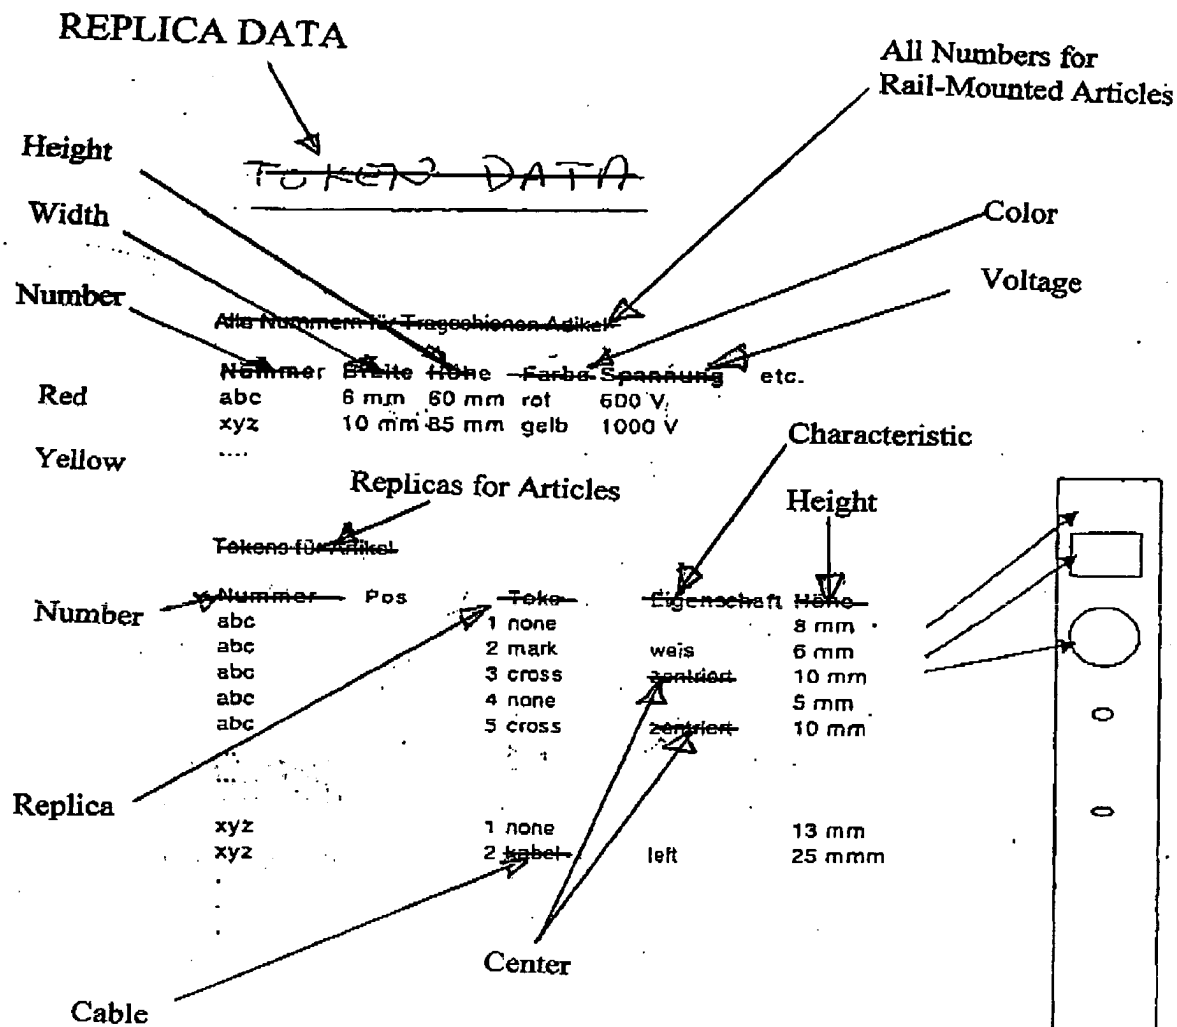 REPLICA DATA
All Numbers for
Rail-Mounted Articles
Height
TOKEN DATA
Width
Color
Number
Voltage
Alle Nummern für Trageschienen Artikel
Nummer Breite Höhe Farbe Spannung etc.
Red
abc 6 mm 60 mm rot 600 V
xyz 10 mm 85 mm gelb 1000 V
Yellow
....
Characteristic
Replicas for Articles
Height
Tokens für Artikel
Number
Nummer Pos Toke Eigenschaft Höhe
abc 1 none 8 mm
abc 2 mark weis 6 mm
abc 3 cross zentriert 10 mm
abc 4 none 5 mm
abc 5 cross zentriert 10 mm
...
...
Replica
xyz 1 none 13 mm
xyz 2 kabel left 25 mmm
.
.
.
Center
Cable